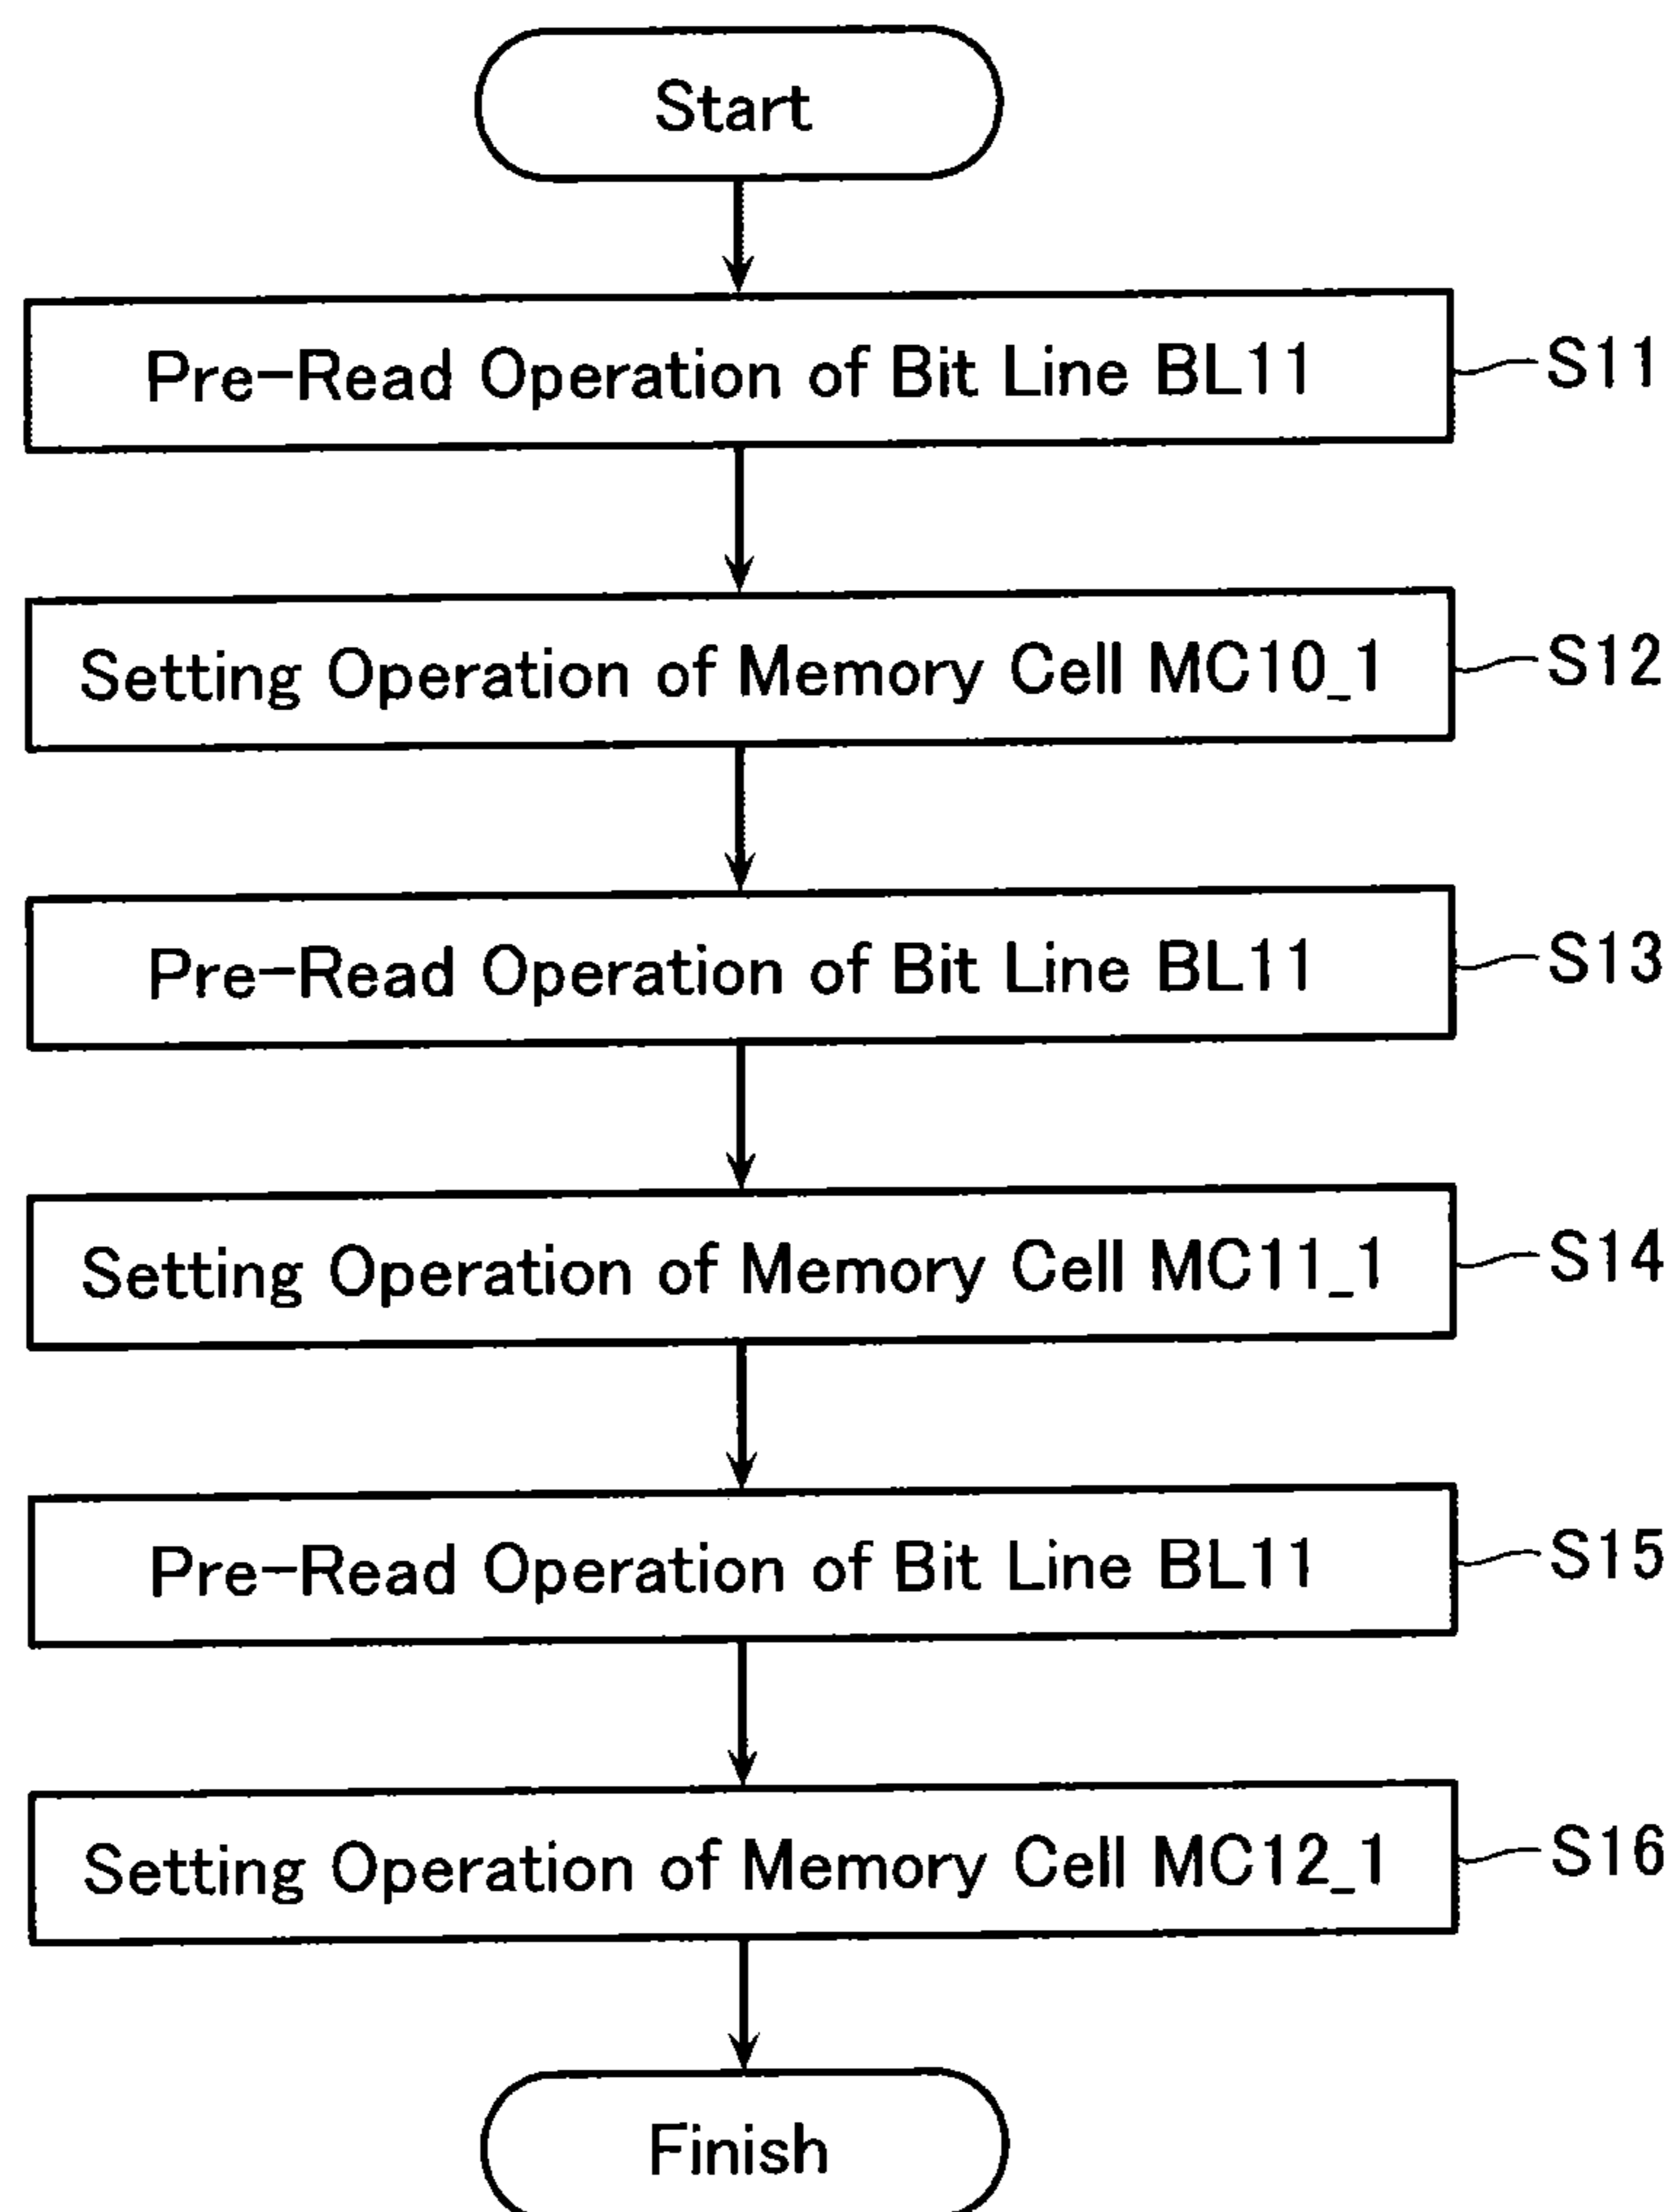 Start
Pre-Read Operation of Bit Line BL11 S11
Setting Operation of Memory Cell MC10_1 S12
Pre-Read Operation of Bit Line BL11 S13
Setting Operation of Memory Cell MC11_1 S14
Pre-Read Operation of Bit Line BL11 S15
Setting Operation of Memory Cell MC12_1 S16
Finish